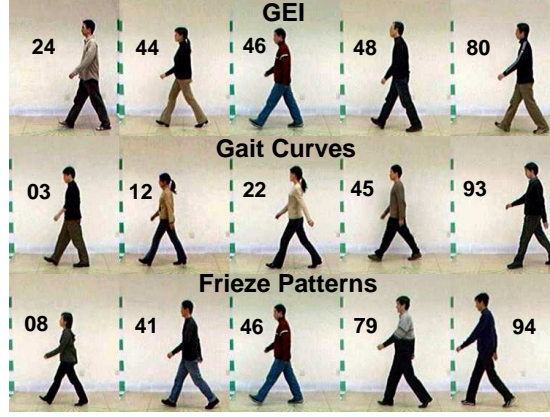 GEI
24 44 46 48 80
Gait Curves
03 12 22 45 93
Frieze Patterns
08 41 46 79 94